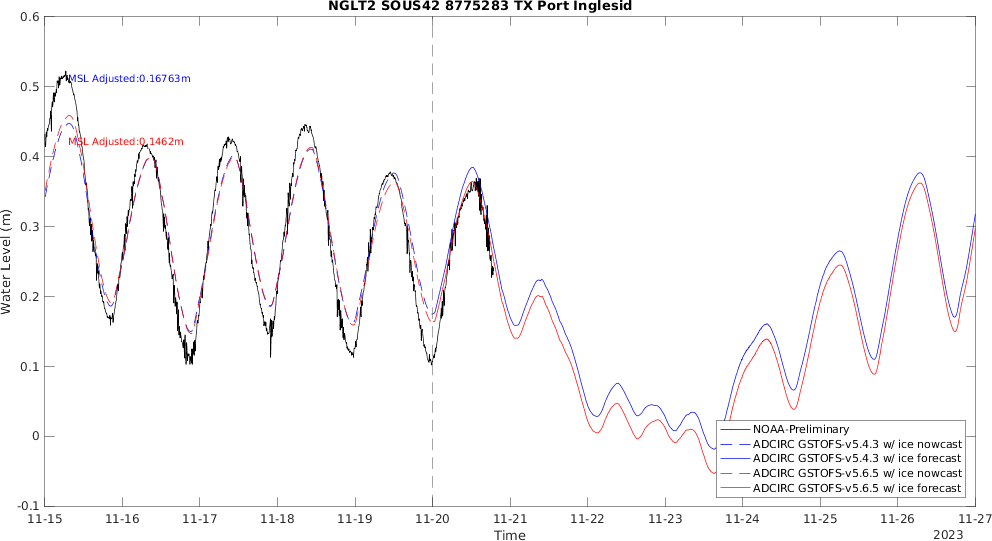 NGLT2 SOUS42 8775283 TX Port Inglesid
0.6
0.5
0.4
0.3
0.2
0.1
0
-0.1
Water Level (m)
MSL Adjusted:0.16763m
MSL Adjusted:0.1462m
NOAA-Preliminary
ADCIRC GSTOFS-v5.4.3 w/ ice nowcast
ADCIRC GSTOFS-v5.4.3 w/ ice forecast
ADCIRC GSTOFS-v5.6.5 w/ ice nowcast
ADCIRC GSTOFS-v5.6.5 w/ ice forecast
11-15 11-16 11-17 11-18 11-19 11-20 11-21 11-22 11-23 11-24 11-25 11-26 11-27
Time
2023